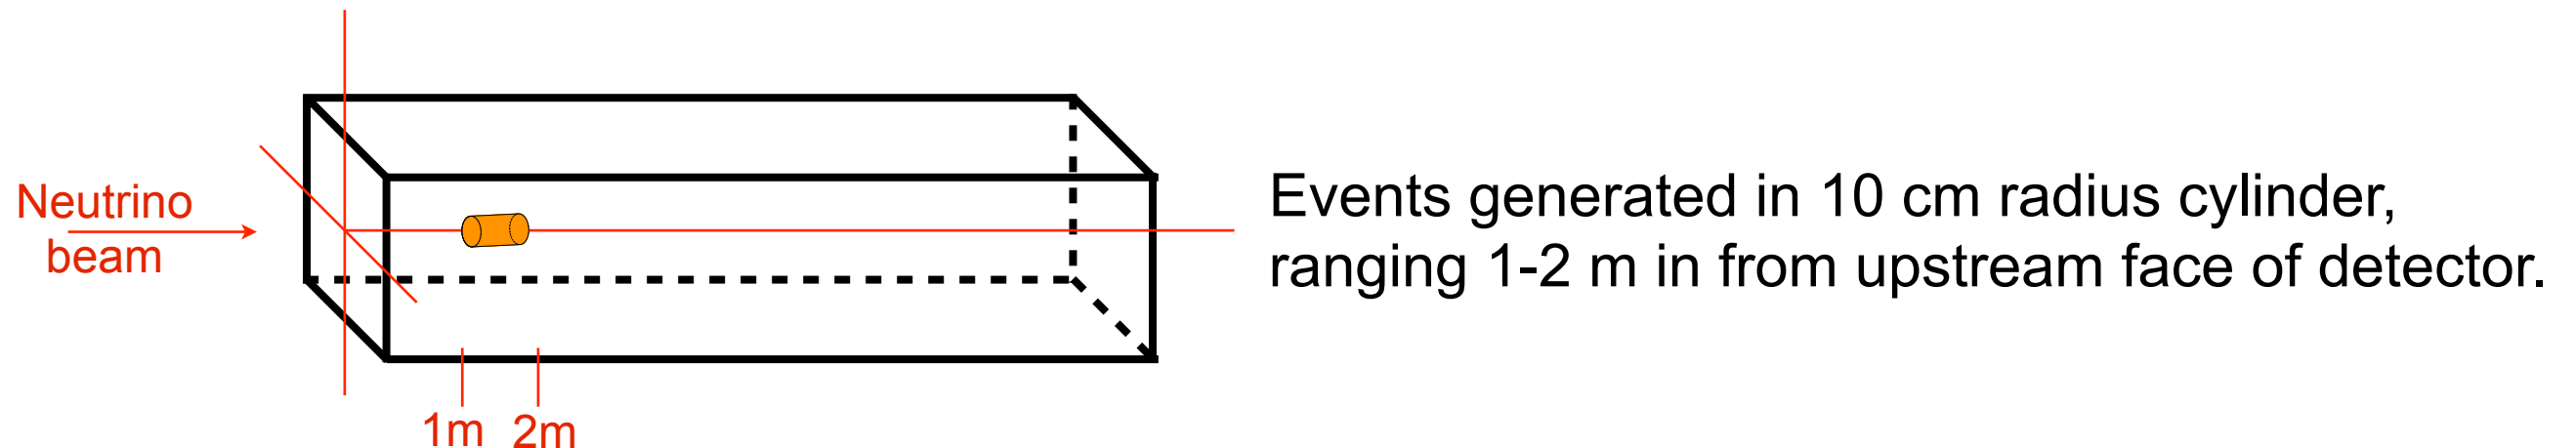 Neutrino
beam
1m
2m
Events generated in 10 cm radius cylinder,
ranging 1-2 m in from upstream face of detector.